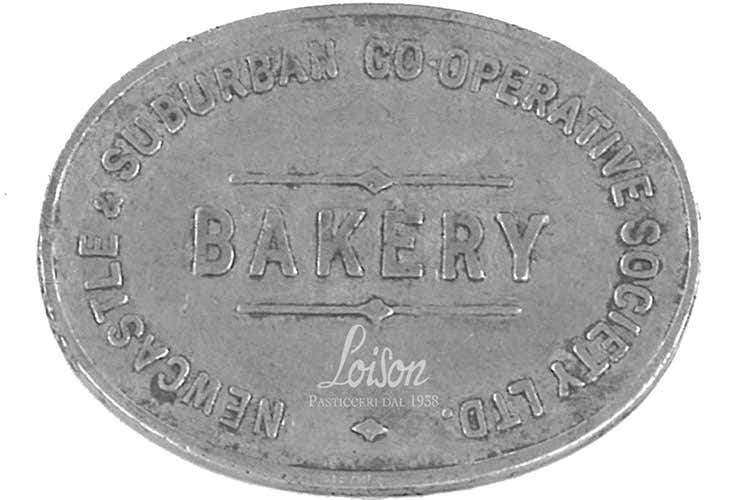 NEWCASTLE & SUBURBAN CO-OPERATIVE SOCIETY LTD.
BAKERY
Loison
PASTICCERI DAL 1938